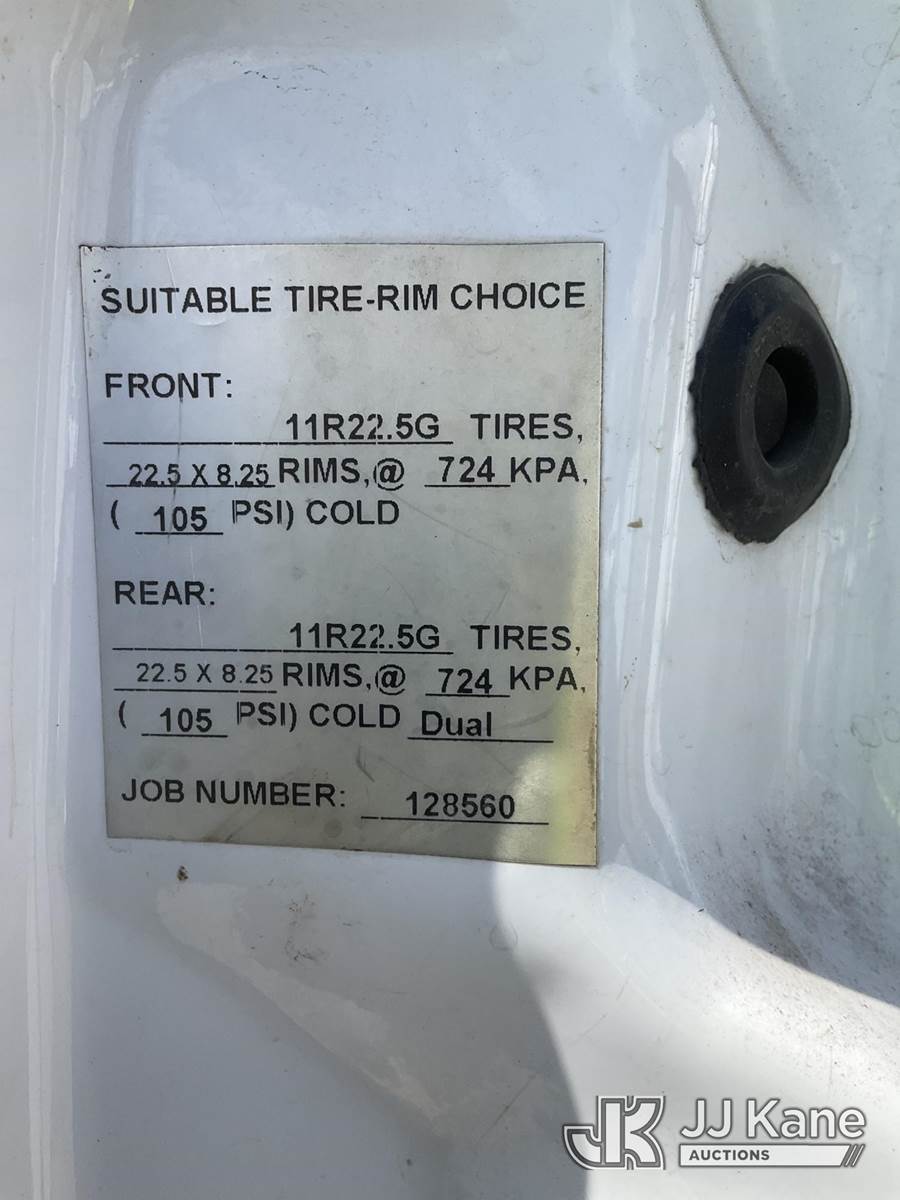 SUITABLE TIRE-RIM CHOICE
FRONT:
11R22.5G TIRES,
22.5 X 8.25 RIMS,@ 724 KPA,
( 105 PSI) COLD
REAR:
11R22.5G TIRES,
22.5 X 8.25 RIMS,@ 724 KPA,
( 105 PSI) COLD Dual
JOB NUMBER: 128560
JK JJ Kane
AUCTIONS